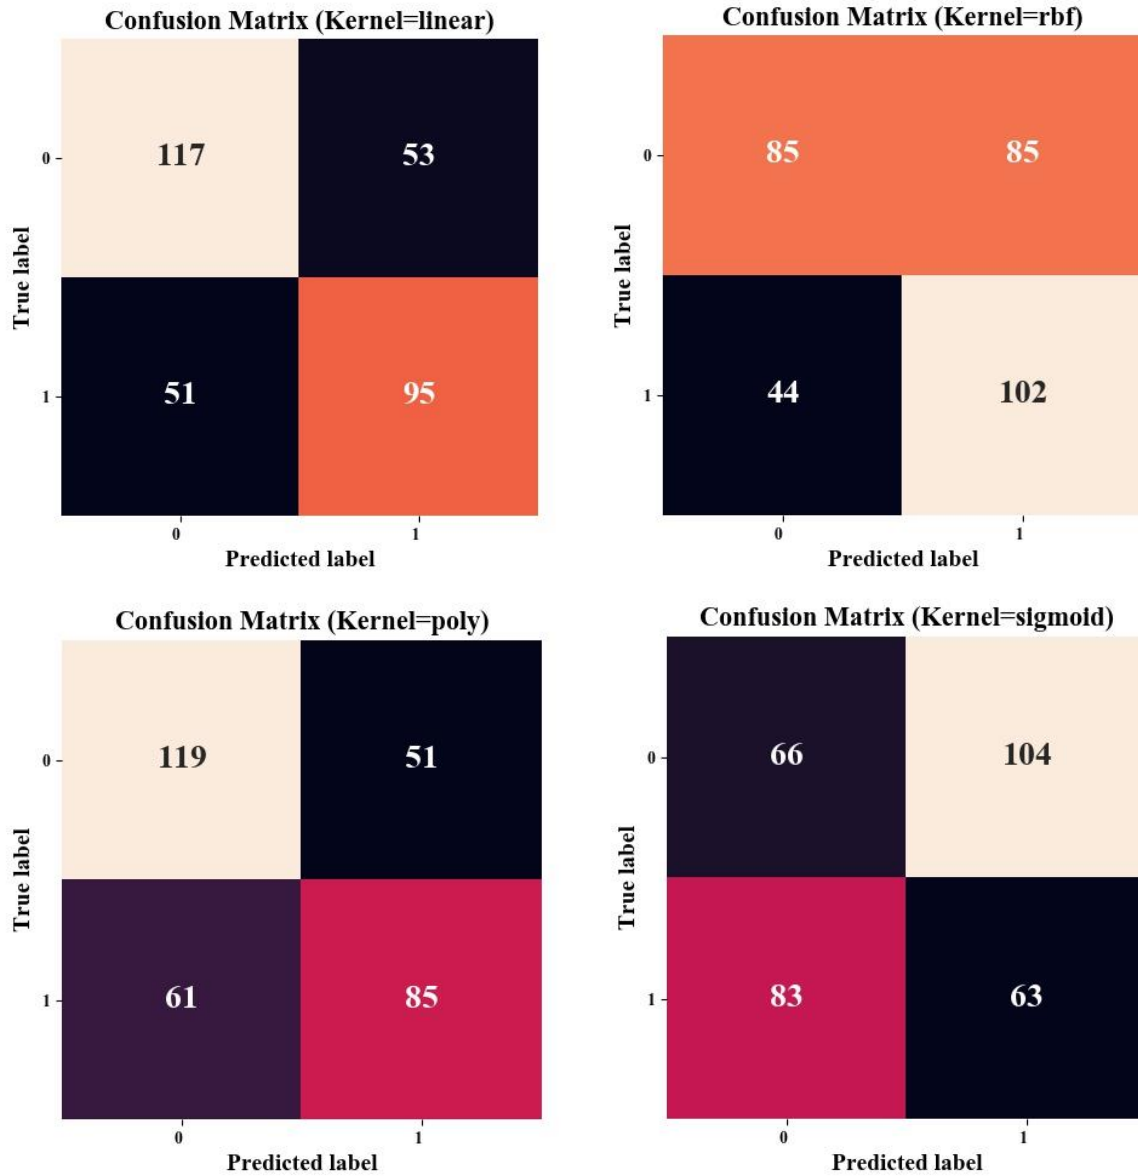 Confusion Matrix (Kernel=linear)
0
117
53
True label
1
51
95
0
1
Predicted label
Confusion Matrix (Kernel=rbf)
0
85
85
True label
1
44
102
0
1
Predicted label
Confusion Matrix (Kernel=poly)
0
119
51
True label
1
61
85
0
1
Predicted label
Confusion Matrix (Kernel=sigmoid)
0
66
104
True label
1
83
63
0
1
Predicted label